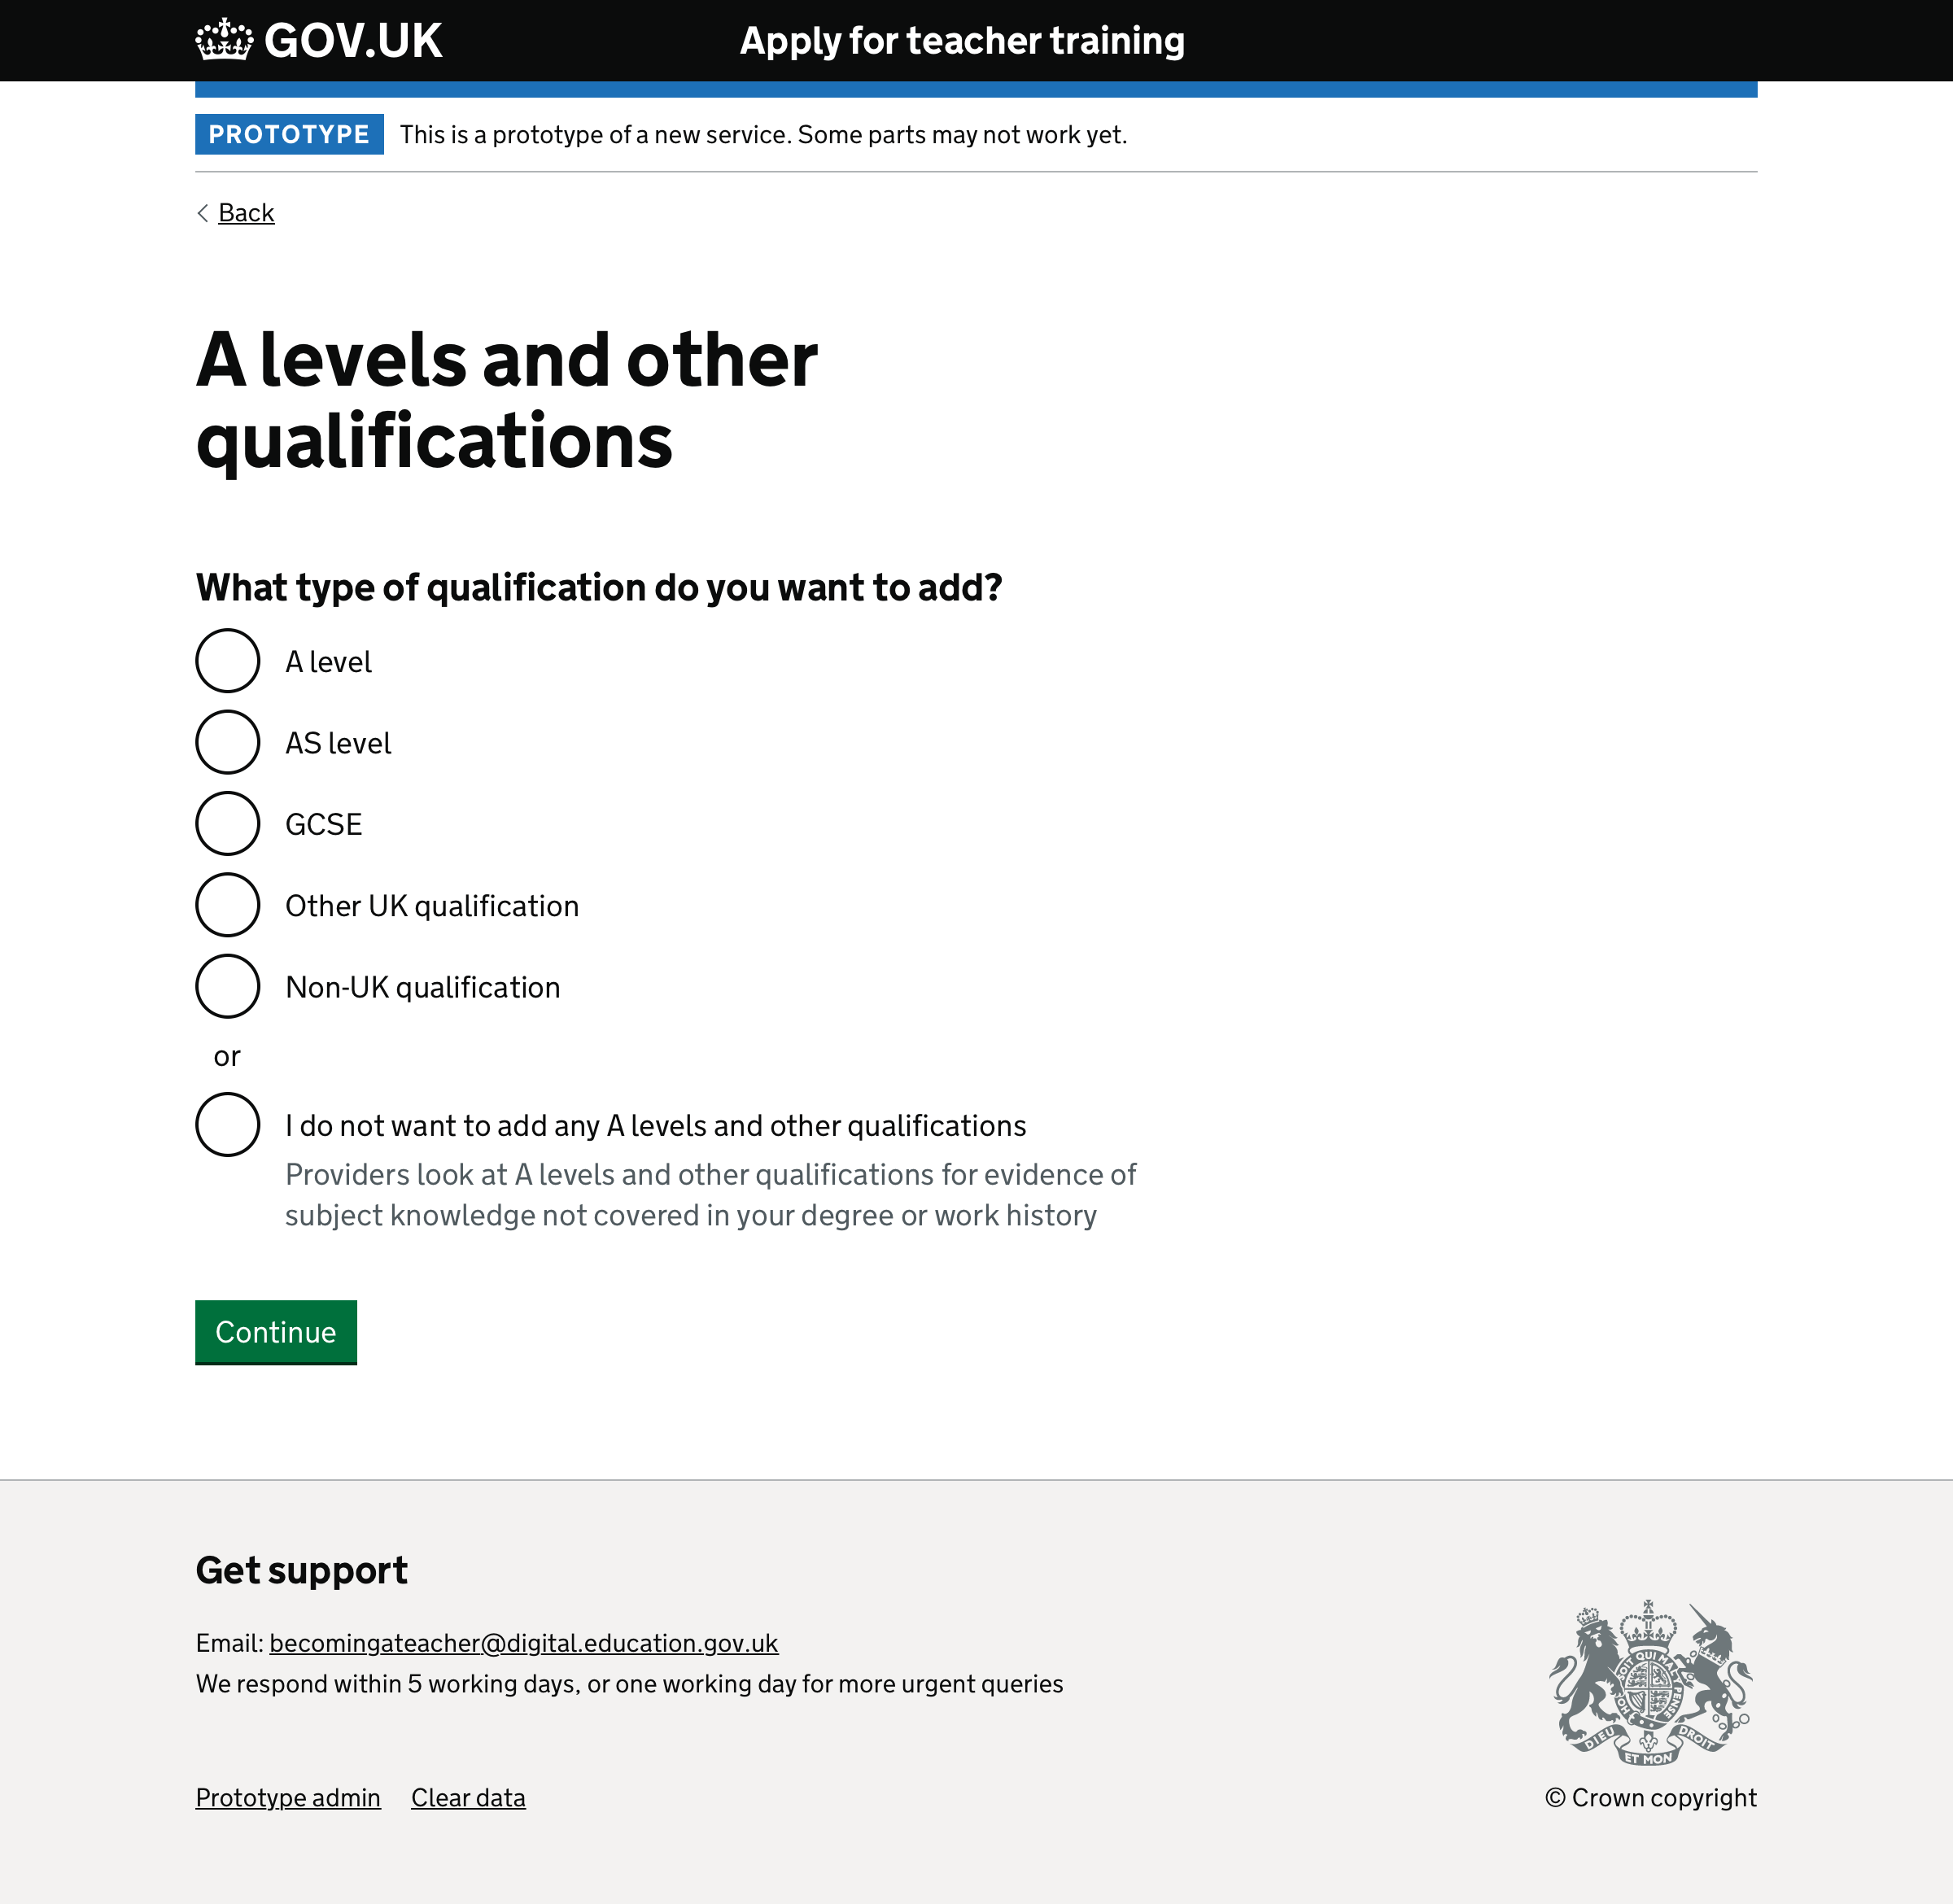 GOV.UK
Apply for teacher training
PROTOTYPE
This is a prototype of a new service. Some parts may not work yet.
Back
A levels and other
qualifications
What type of qualification do you want to add?
A level
AS level
GCSE
Other UK qualification
Non-UK qualification
or
I do not want to add any A levels and other qualifications
Providers look at A levels and other qualifications for evidence of
subject knowledge not covered in your degree or work history
Continue
Get support
Email: becomingateacher@digital.education.gov.uk
We respond within 5 working days, or one working day for more urgent queries
SOIT QUI MAL
PENSE
HON
DIEU
ET MON
DROIT
Prototype admin
Clear data
© Crown copyright